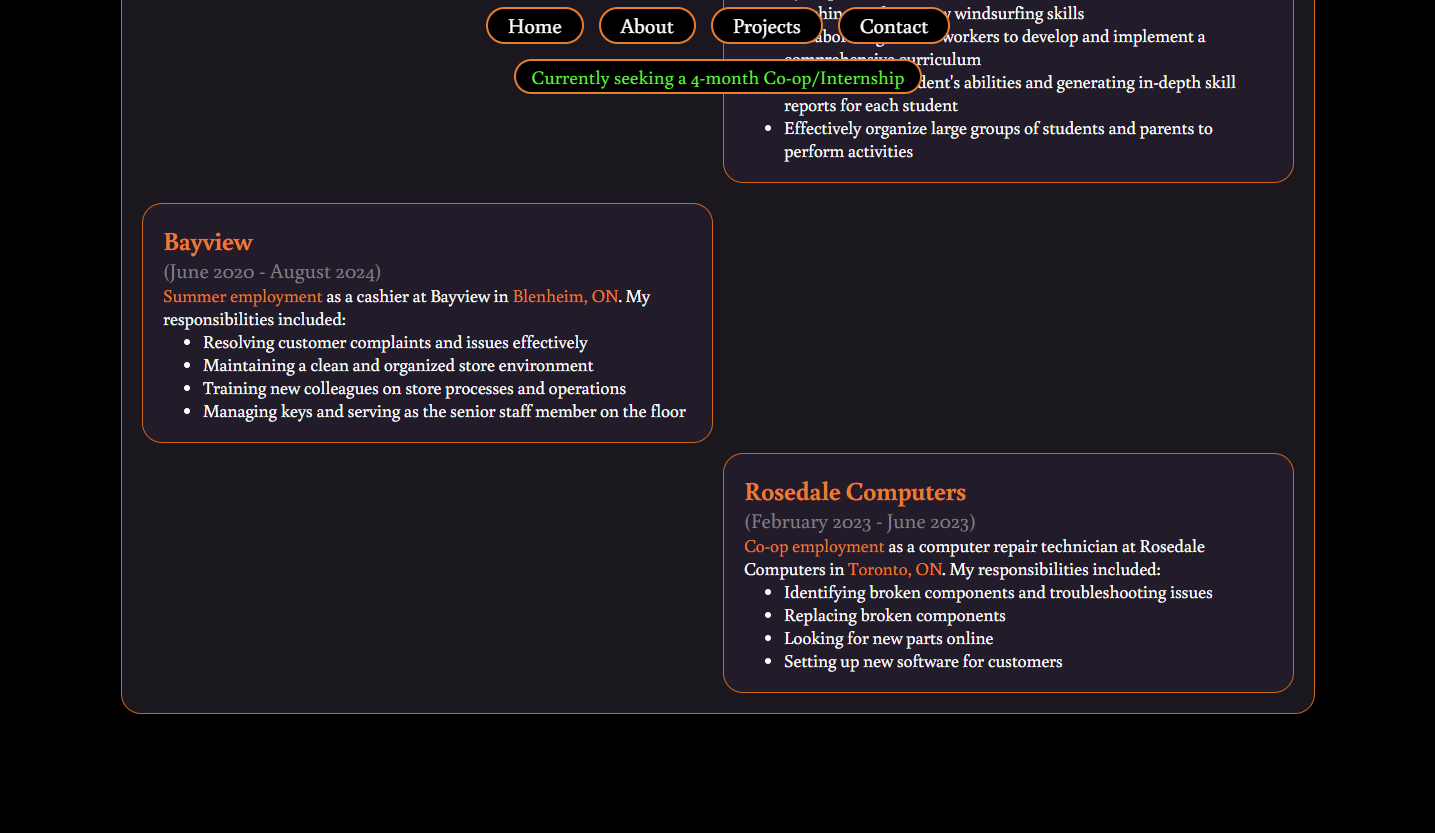 Home
About
Projects
Contact
Currently seeking a 4-month Co-op/Internship
windsurfing skills
workers to develop and implement a
comprehensive curriculum
abilities and generating in-depth skill
reports for each student
Effectively organize large groups of students and parents to
perform activities
Bayview
(June 2020 - August 2024)
Summer employment as a cashier at Bayview in Blenheim, ON. My
responsibilities included:
Resolving customer complaints and issues effectively
Maintaining a clean and organized store environment
Training new colleagues on store processes and operations
Managing keys and serving as the senior staff member on the floor
Rosedale Computers
(February 2023 - June 2023)
Co-op employment as a computer repair technician at Rosedale
Computers in Toronto, ON. My responsibilities included:
Identifying broken components and troubleshooting issues
Replacing broken components
Looking for new parts online
Setting up new software for customers